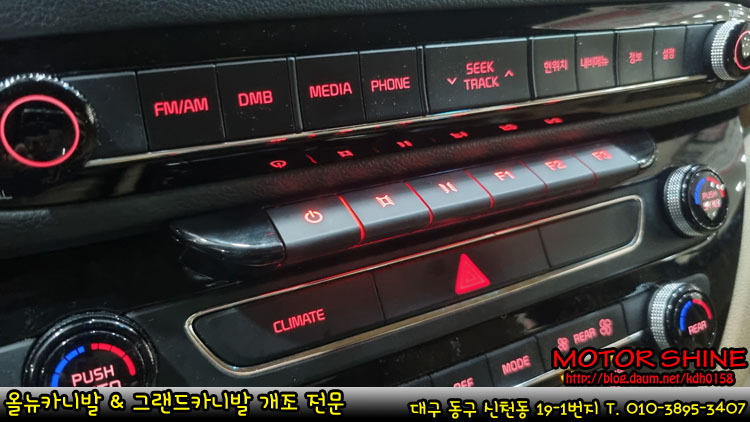 FM/AM DMB MEDIA PHONE SEEK TRACK 현위치 내비메뉴 정보 설정
F1 F2 F3
CLIMATE
PUSH
MODE REAR
REAR
MOTOR SHINE
http://blog.daum.net/kdh0158
올뉴카니발 & 그랜드카니발 개조 전문
대구 동구 신천동 19-1번지 T. 010-3895-3407